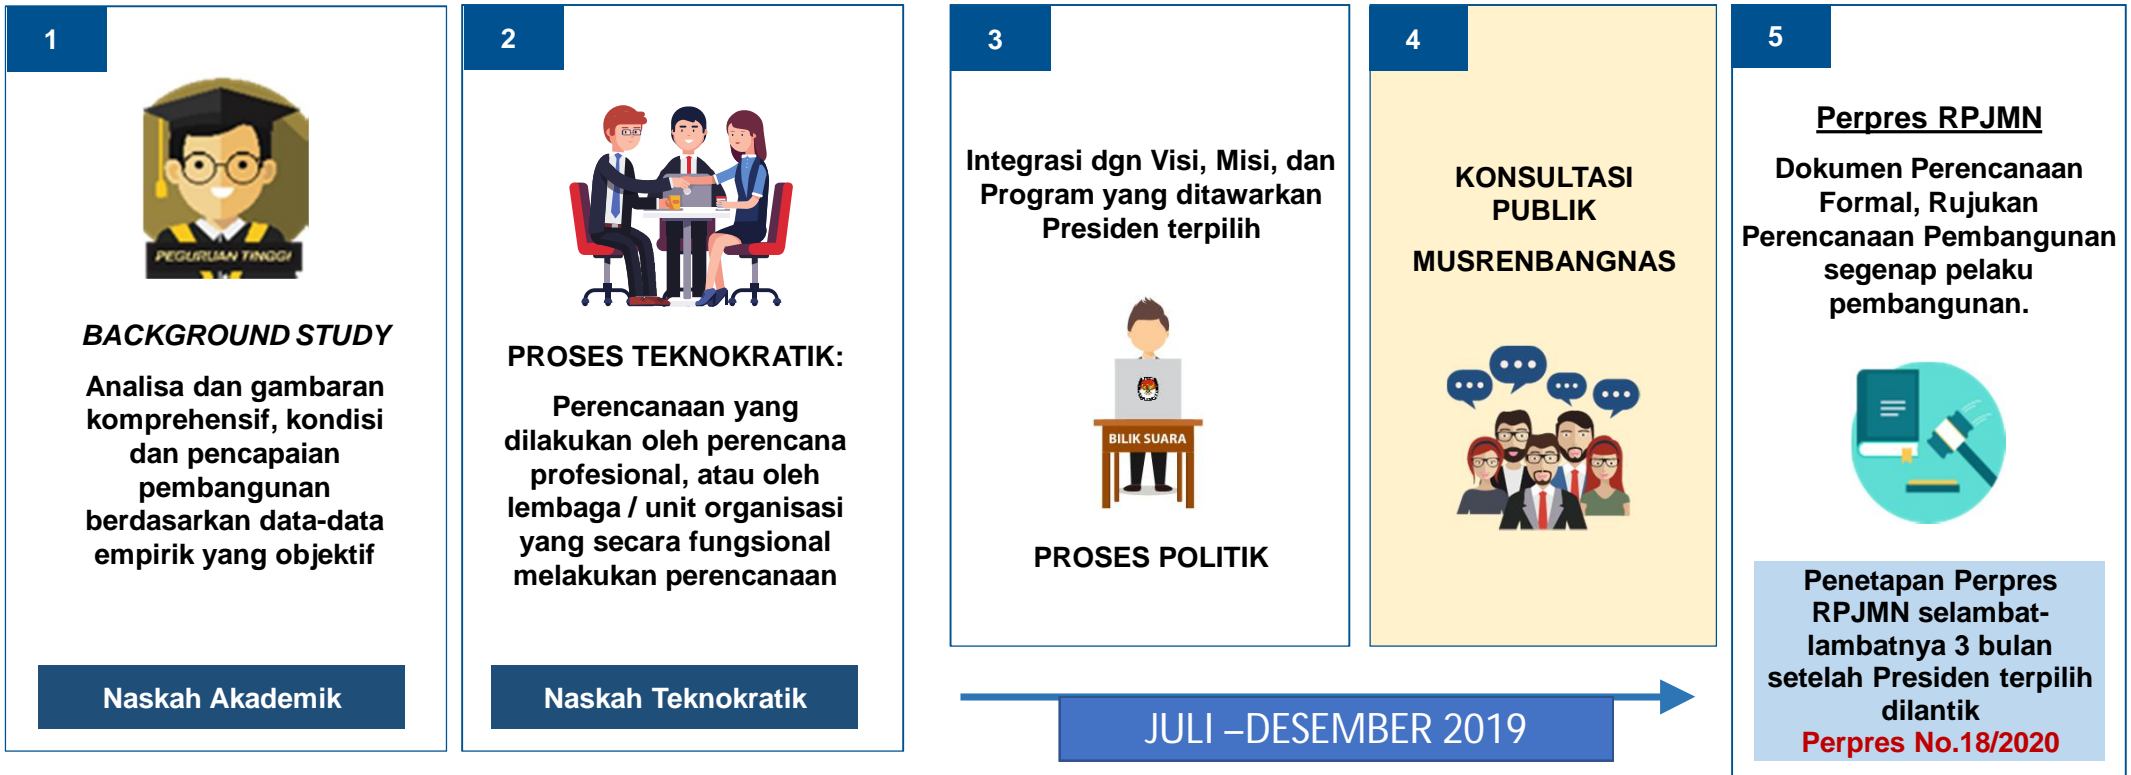 1
PEGURUAN TINGGI
BACKGROUND STUDY
Analisa dan gambaran
komprehensif, kondisi
dan pencapaian
pembangunan
berdasarkan data-data
empirik yang objektif
Naskah Akademik
2
PROSES TEKNOKRATIK:
Perencanaan yang
dilakukan oleh perencana
profesional, atau oleh
lembaga / unit organisasi
yang secara fungsional
melakukan perencanaan
Naskah Teknokratik
3
Integrasi dgn Visi, Misi, dan
Program yang ditawarkan
Presiden terpilih
BILIK SUARA
PROSES POLITIK
4
KONSULTASI
PUBLIK
MUSRENBANGNAS
JULI –DESEMBER 2019
5
Perpres RPJMN
Dokumen Perencanaan
Formal, Rujukan
Perencanaan Pembangunan
segenap pelaku
pembangunan.
Penetapan Perpres
RPJMN selambat-
lambatnya 3 bulan
setelah Presiden terpilih
dilantik
Perpres No.18/2020